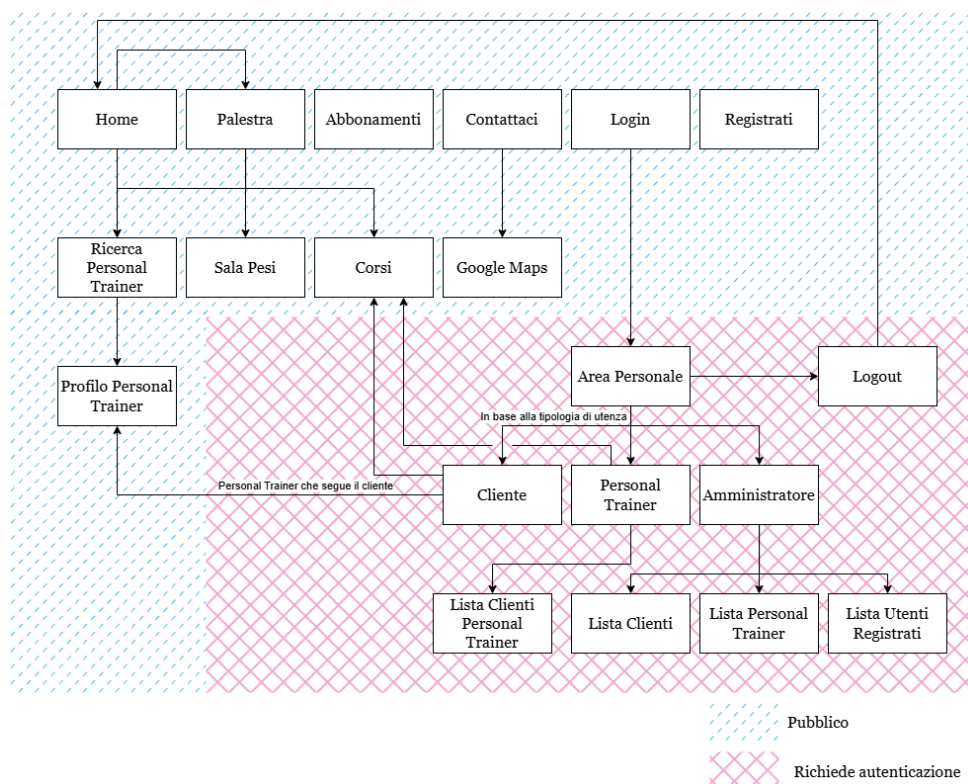 Home
Palestra
Abbonamenti
Contattaci
Login
Registrati
Ricerca
Personal
Trainer
Sala Pesi
Corsi
Google Maps
Profilo Personal
Trainer
Area Personale
Logout
In base alla tipologia di utenza
Personal Trainer che segue il cliente
Cliente
Personal
Trainer
Amministratore
Lista Clienti
Personal
Trainer
Lista Clienti
Lista Personal
Trainer
Lista Utenti
Registrati
Pubblico
Richiede autenticazione